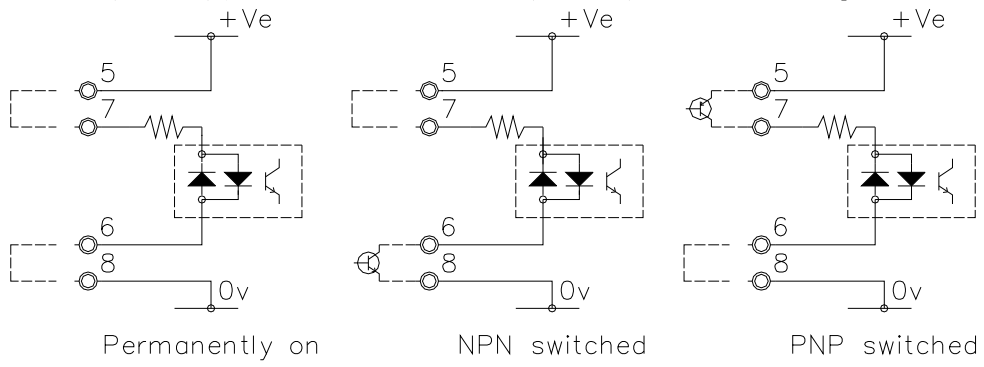 +Ve +Ve +Ve
5 5 5
7 7 7
6 6 6
8 8 8
0v 0v 0v
Permanently on NPN switched PNP switched